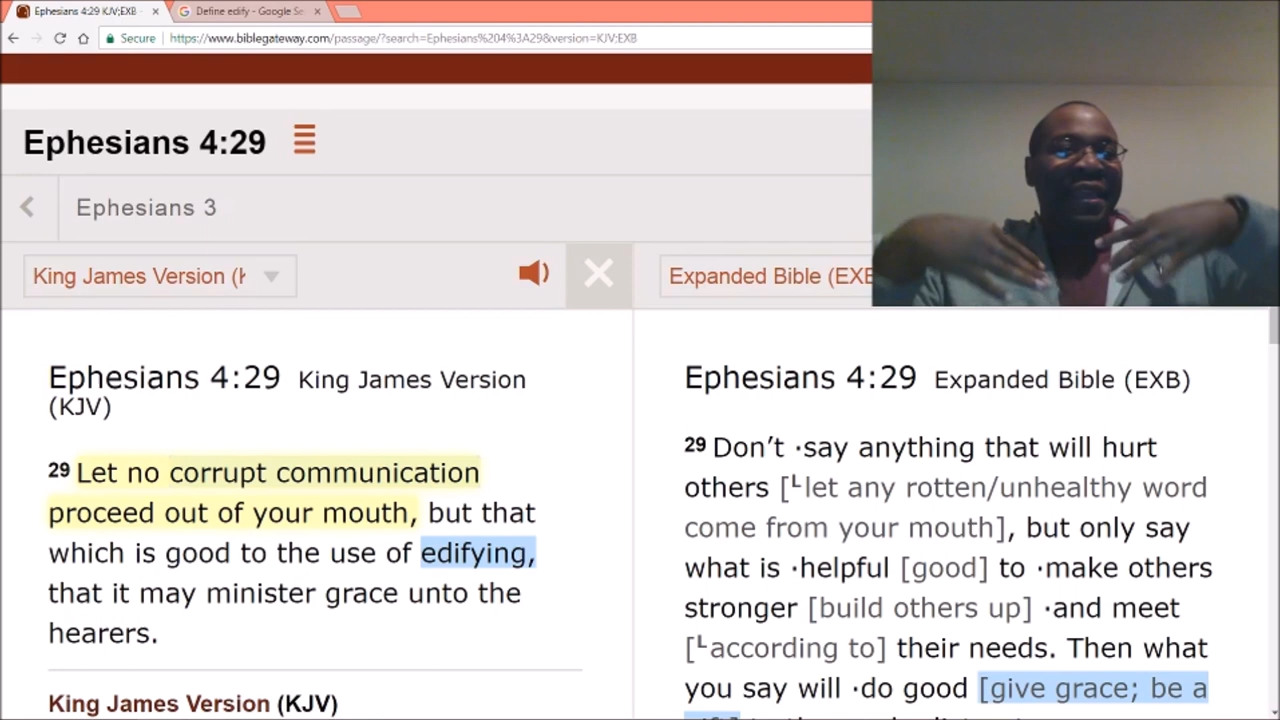 Ephesians 4:29 KJV;EXB
Define edify - Google Se
Secure https://www.biblegateway.com/passage/?search=Ephesians%204%3A29&version=KJV;EXB
Ephesians 4:29
Ephesians 3
King James Version (
Expanded Bible (EXB
Ephesians 4:29 King James Version
(KJV)
29 Let no corrupt communication
proceed out of your mouth, but that
which is good to the use of edifying,
that it may minister grace unto the
hearers.
King James Version (KJV)
Ephesians 4:29 Expanded Bible (EXB)
29 Don’t ·say anything that will hurt
others [ᴸlet any rotten/unhealthy word
come from your mouth], but only say
what is ·helpful [good] to ·make others
stronger [build others up] ·and meet
[ᴸaccording to] their needs. Then what
you say will ·do good [give grace; be a